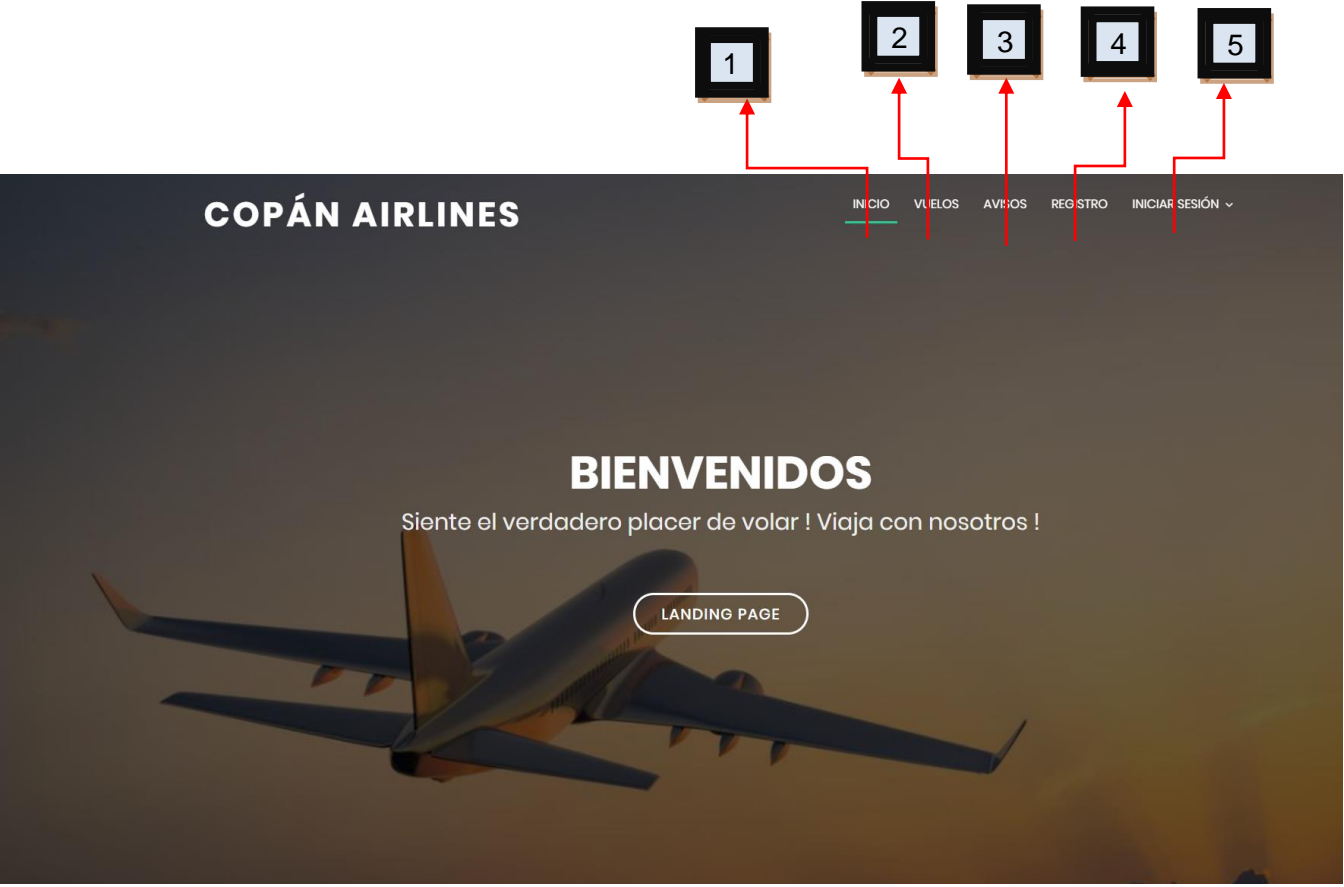 1 2 3 4 5
COPÁN AIRLINES
INICIO VUELOS AVISOS REGISTRO INICIAR SESIÓN
BIENVENIDOS
Siente el verdadero placer de volar ! Viaja con nosotros !
LANDING PAGE